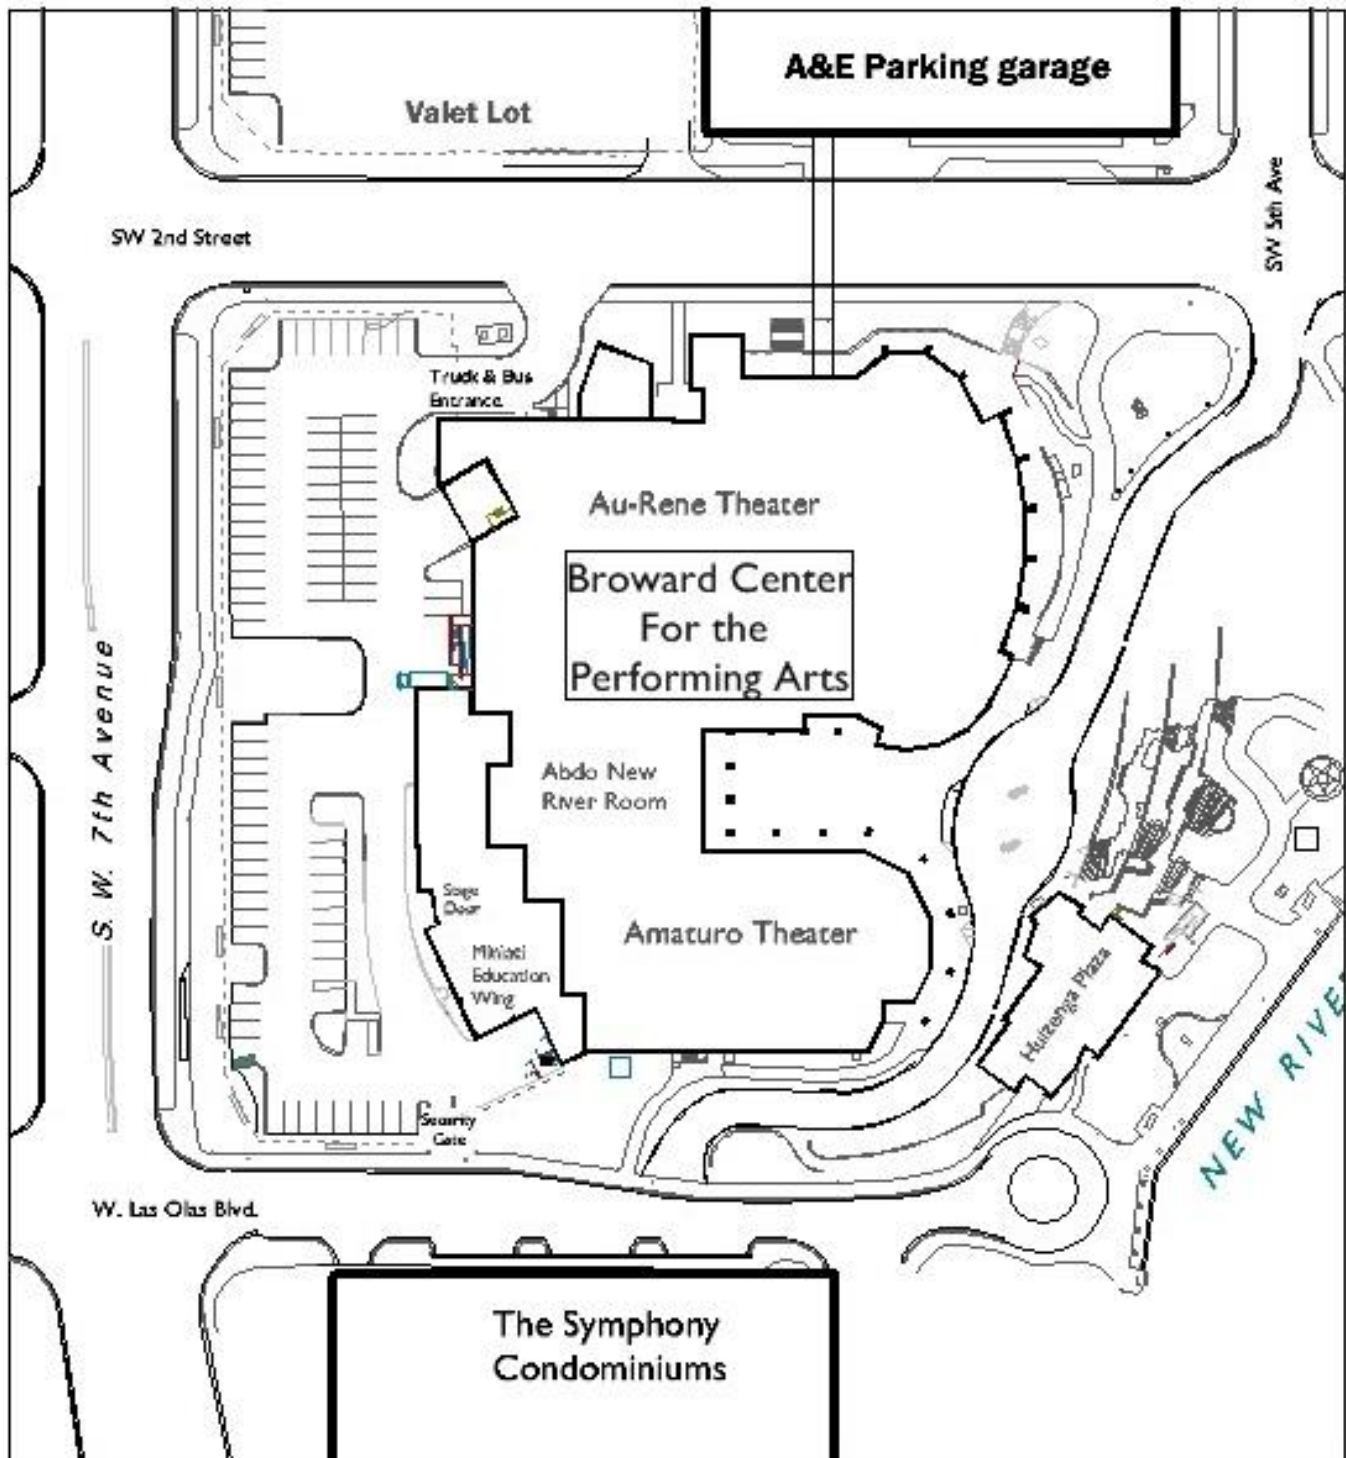 A&E Parking garage
Valet Lot
SW 5th Ave
SW 2nd Street
Truck & Bus
Entrance
Au-Rene Theater
Broward Center
For the
Performing Arts
S. W. 7th Avenue
Abdo New
River Room
Stage
Door
Amaturo Theater
Miniaci
Education
Wing
Huizenga Plaza
NEW RIVER
Security
Gate
W. Las Olas Blvd.
The Symphony
Condominiums